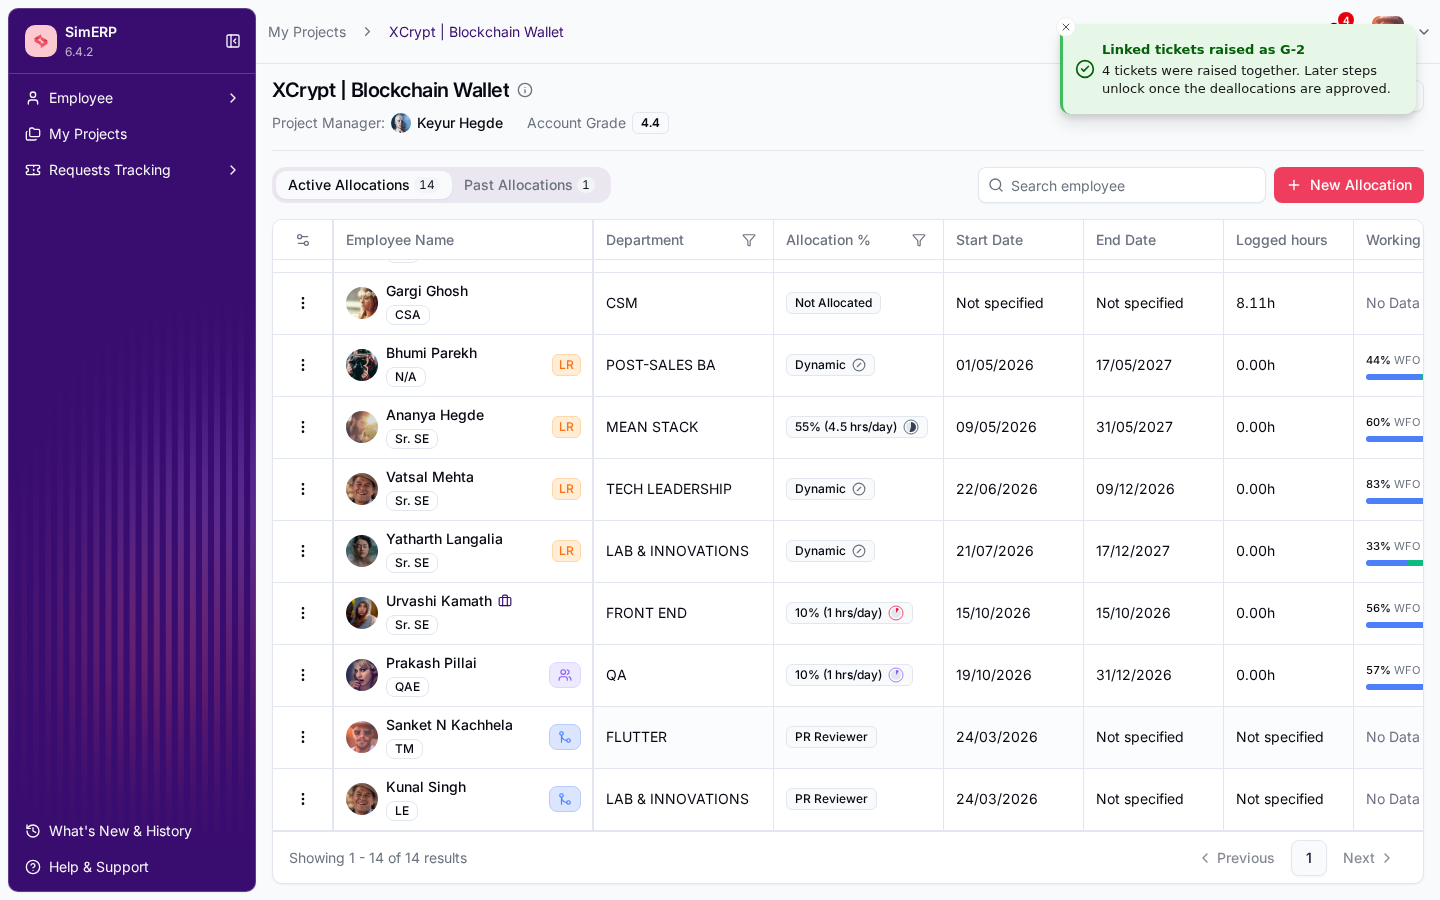 SimERP
6.4.2
Employee
My Projects
Requests Tracking
What's New & History
Help & Support
My Projects
XCrypt | Blockchain Wallet
4
Linked tickets raised as G-2
4 tickets were raised together. Later steps
unlock once the deallocations are approved.
XCrypt | Blockchain Wallet
Project Manager: Keyur Hegde Account Grade 4.4
Active Allocations 14 Past Allocations 1
Search employee
New Allocation
Employee Name Department Allocation % Start Date End Date Logged hours Working
Gargi Ghosh
CSA
CSM Not Allocated Not specified Not specified 8.11h No Data
Bhumi Parekh
N/A
LR POST-SALES BA Dynamic 01/05/2026 17/05/2027 0.00h 44% WFO
Ananya Hegde
Sr. SE
LR MEAN STACK 55% (4.5 hrs/day) 09/05/2026 31/05/2027 0.00h 60% WFO
Vatsal Mehta
Sr. SE
LR TECH LEADERSHIP Dynamic 22/06/2026 09/12/2026 0.00h 83% WFO
Yatharth Langalia
Sr. SE
LR LAB & INNOVATIONS Dynamic 21/07/2026 17/12/2027 0.00h 33% WFO
Urvashi Kamath
Sr. SE
FRONT END 10% (1 hrs/day) 15/10/2026 15/10/2026 0.00h 56% WFO
Prakash Pillai
QAE
QA 10% (1 hrs/day) 19/10/2026 31/12/2026 0.00h 57% WFO
Sanket N Kachhela
TM
FLUTTER PR Reviewer 24/03/2026 Not specified Not specified No Data
Kunal Singh
LE
LAB & INNOVATIONS PR Reviewer 24/03/2026 Not specified Not specified No Data
Showing 1 - 14 of 14 results
Previous 1 Next